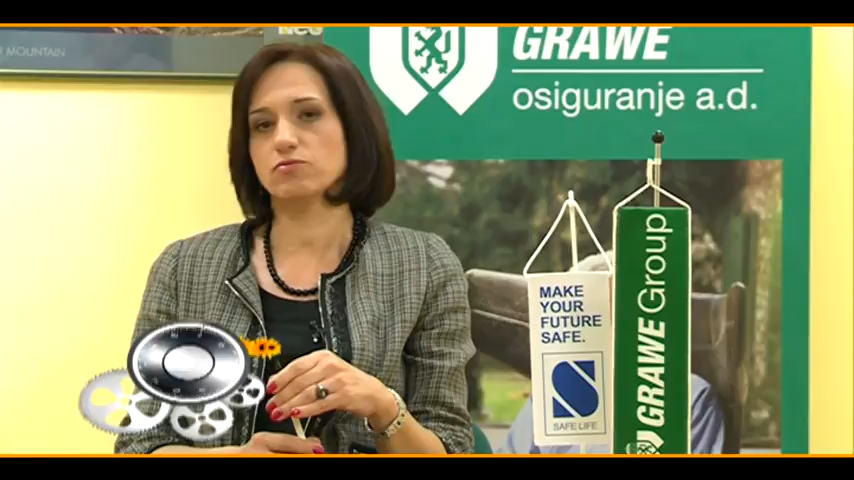 MOUNTAIN
GRAWE
osiguranje a.d.
MAKE
YOUR
FUTURE
SAFE.
SAFE LIFE
GRAWE Group